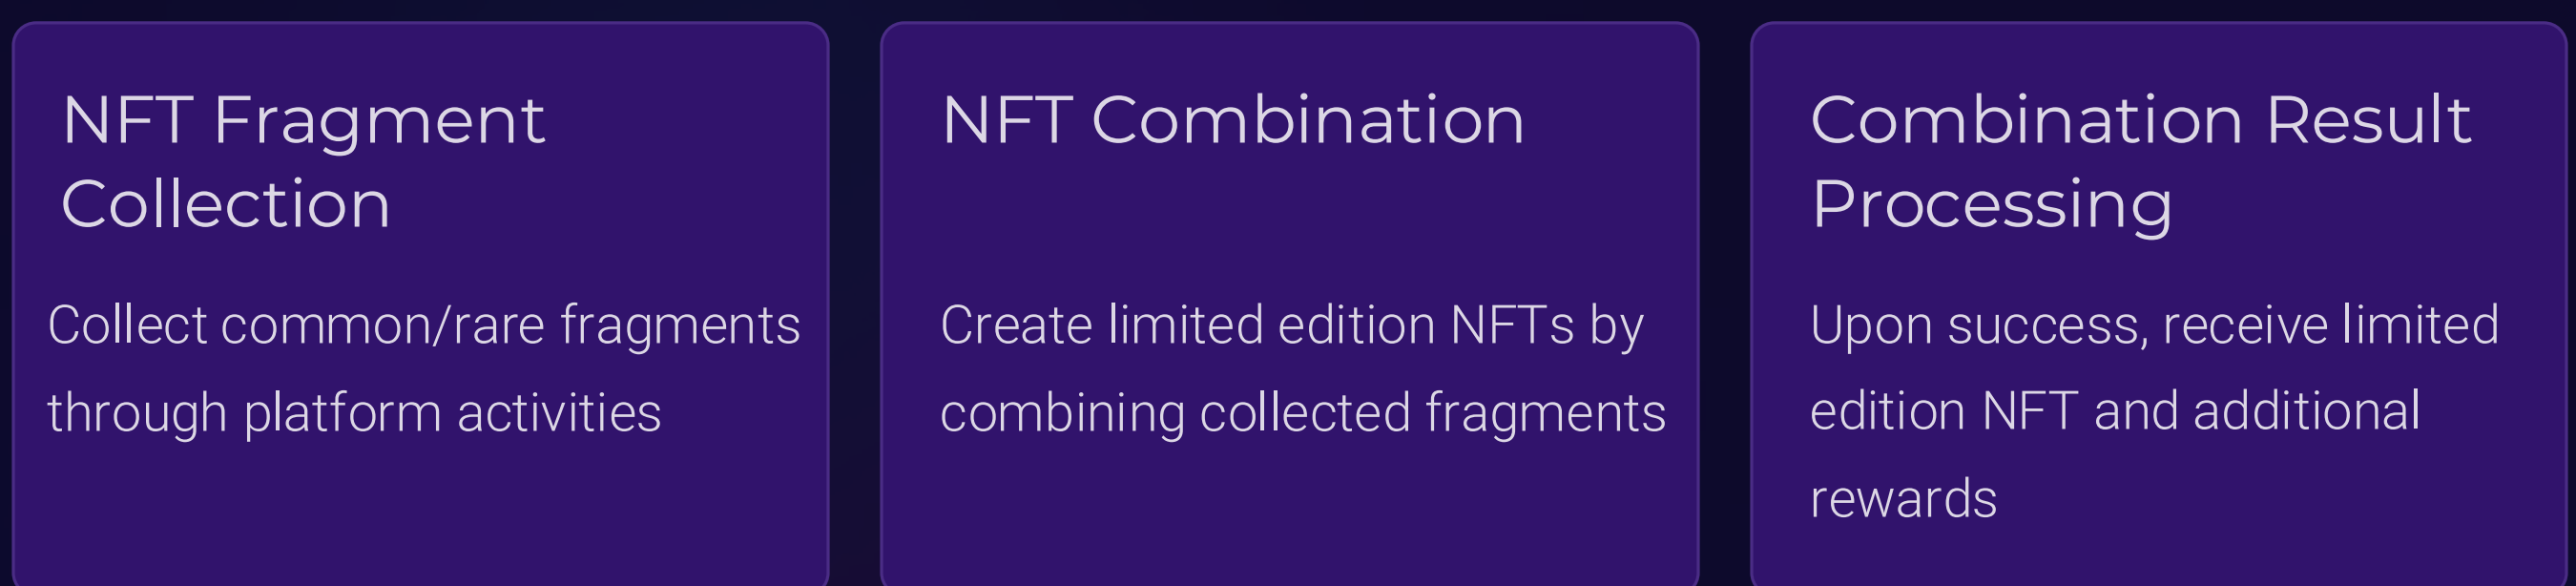 NFT Fragment
Collection
Collect common/rare fragments
through platform activities
NFT Combination
Create limited edition NFTs by
combining collected fragments
Combination Result
Processing
Upon success, receive limited
edition NFT and additional
rewards